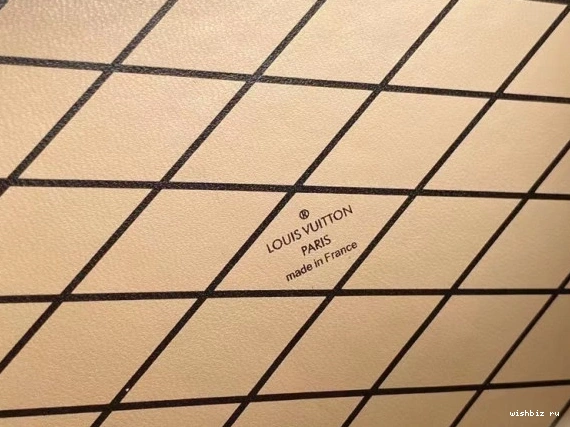 ®
LOUIS VUITTON
PARIS
made in France
wishbiz ru